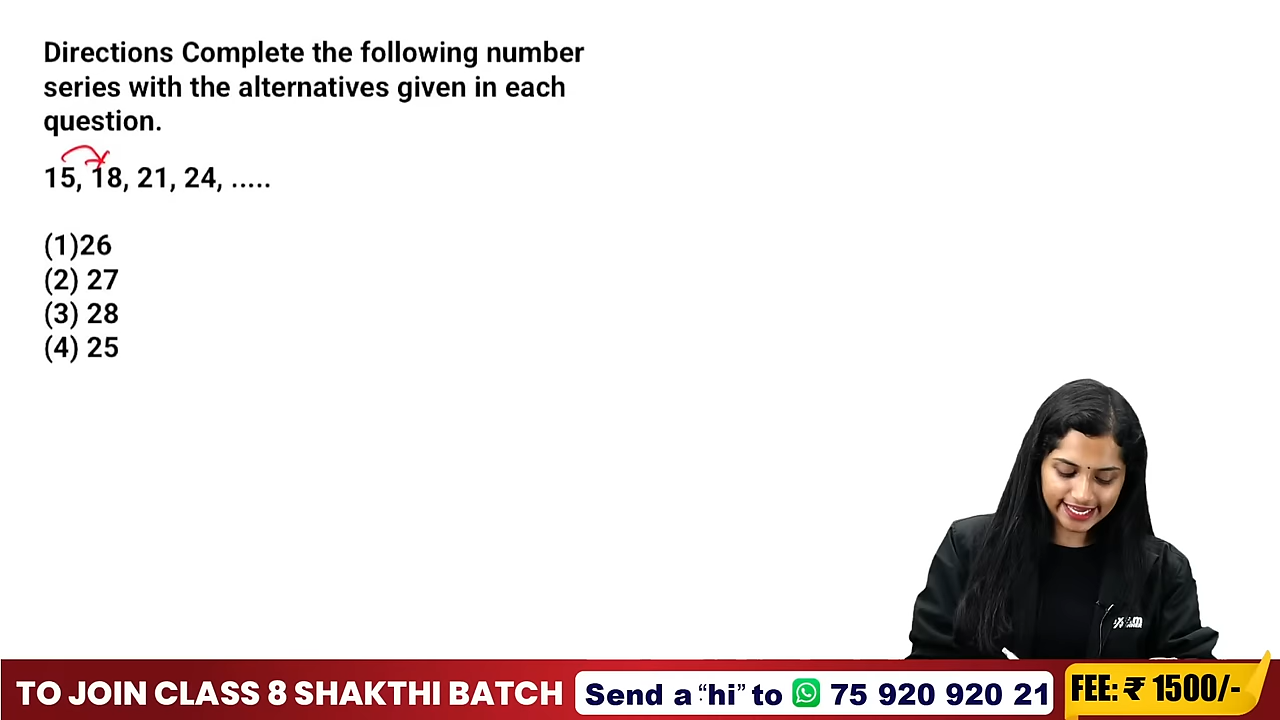 Directions Complete the following number
series with the alternatives given in each
question.
15, 18, 21, 24, .....
(1)26
(2) 27
(3) 28
(4) 25
TO JOIN CLASS 8 SHAKTHI BATCH
Send a “hi” to 75 920 920 21
FEE: ₹ 1500/-